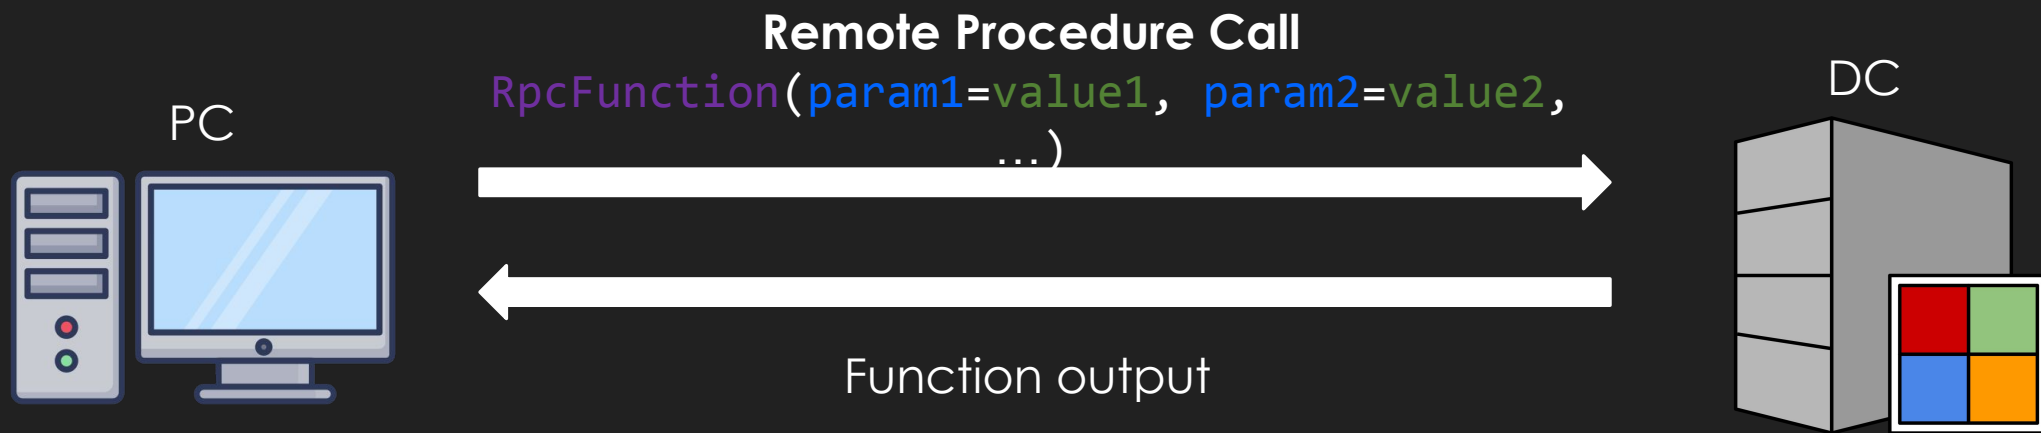 Remote Procedure Call
RpcFunction(param1=value1, param2=value2,
...)
PC
DC
Function output